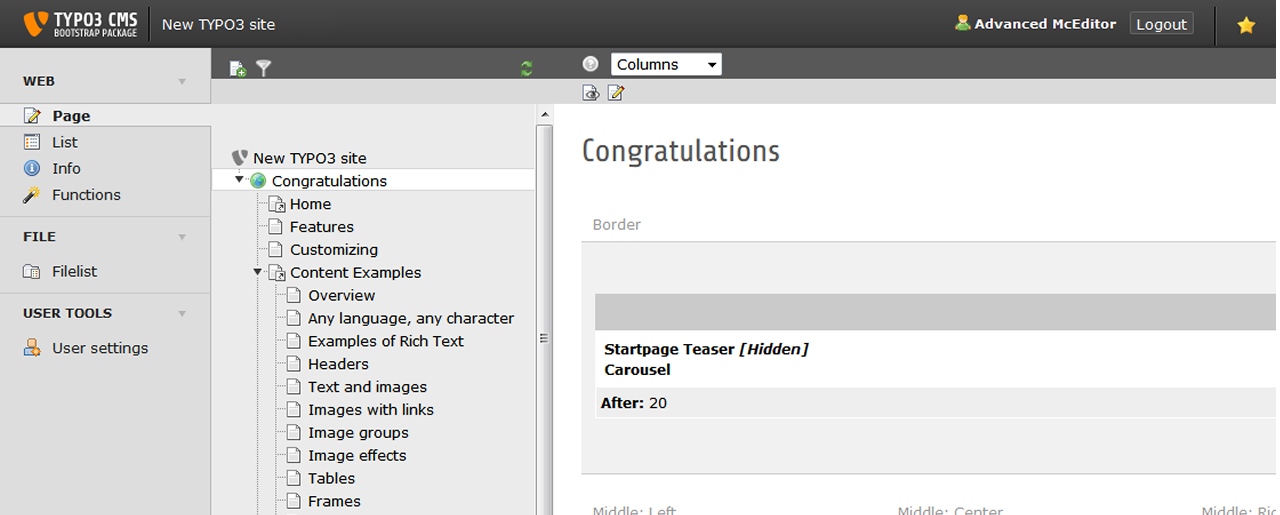 TYPO3 CMS
BOOTSTRAP PACKAGE
New TYPO3 site
Advanced McEditor
Logout
WEB
Page
List
Info
Functions
FILE
Filelist
USER TOOLS
User settings
New TYPO3 site
Congratulations
Home
Features
Customizing
Content Examples
Overview
Any language, any character
Examples of Rich Text
Headers
Text and images
Images with links
Image groups
Image effects
Tables
Frames
Columns
Congratulations
Border
Startpage Teaser [Hidden]
Carousel
After: 20
Middle: Left
Middle: Center
Middle: Ri